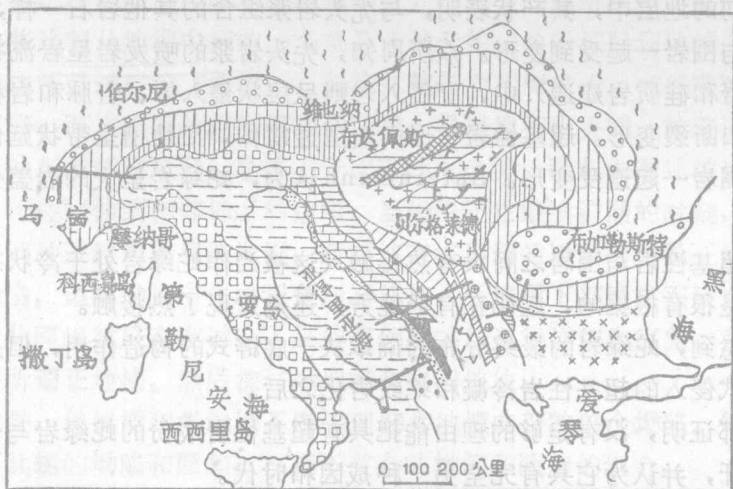 伯尔尼
维也纳
布达佩斯
马赛
摩纳哥
贝尔格莱德
布加勒斯特
黑海
科西嘉岛
第勒尼安海
罗马
亚得里亚海
撒丁岛
西西里岛
爱琴海
0 100 200公里